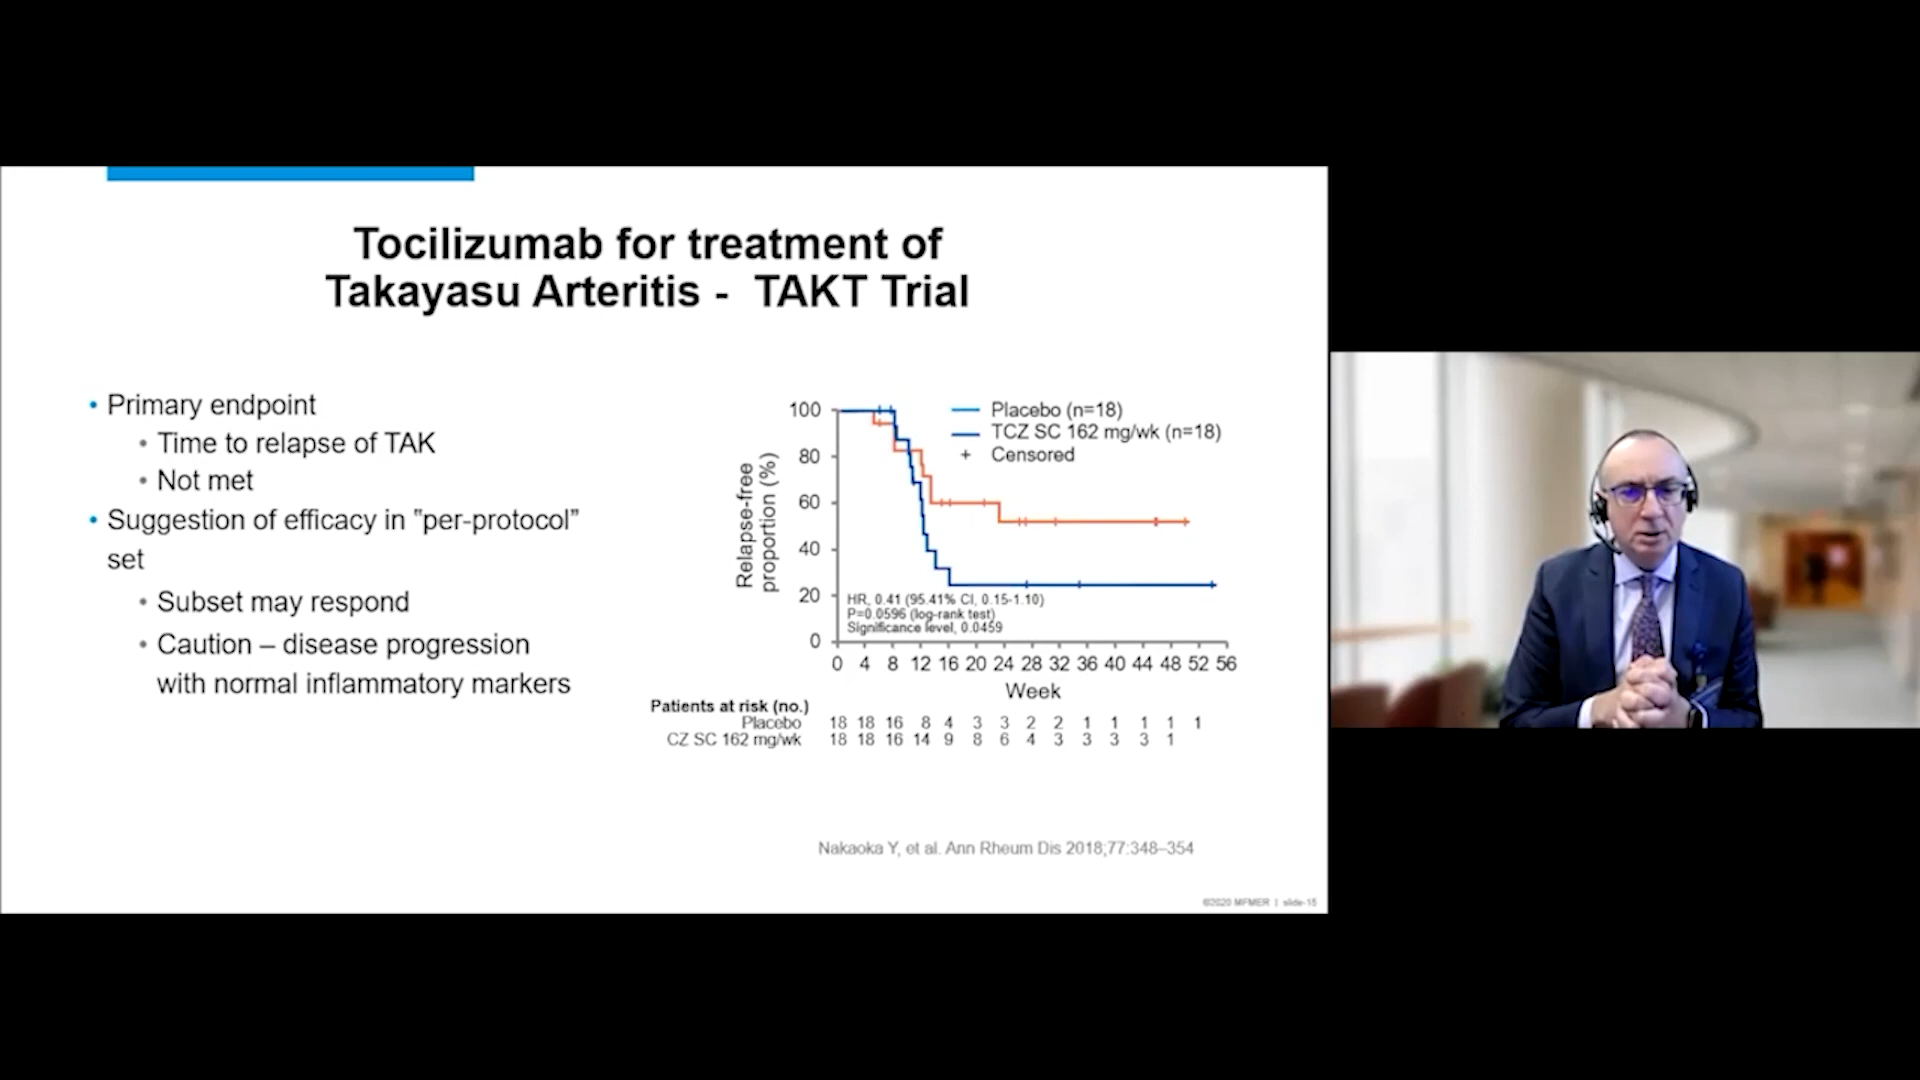 Tocilizumab for treatment of
Takayasu Arteritis - TAKT Trial
• Primary endpoint
• Time to relapse of TAK
• Not met
• Suggestion of efficacy in "per-protocol”
set
• Subset may respond
• Caution – disease progression
with normal inflammatory markers
Relapse-free
proportion (%)
100
80
60
40
20
0
Placebo (n=18)
TCZ SC 162 mg/wk (n=18)
+ Censored
HR, 0.41 (95.41% CI, 0.15-1.10)
P=0.0596 (log-rank test)
Significance level, 0.0459
0 4 8 12 16 20 24 28 32 36 40 44 48 52 56
Week
Patients at risk (no.)
Placebo 18 18 16 8 4 3 3 2 2 1 1 1 1 1
CZ SC 162 mg/wk 18 18 16 14 9 8 6 4 3 3 3 3 1
Nakaoka Y, et al. Ann Rheum Dis 2018;77:348–354
©2020 MFMER | slide-15